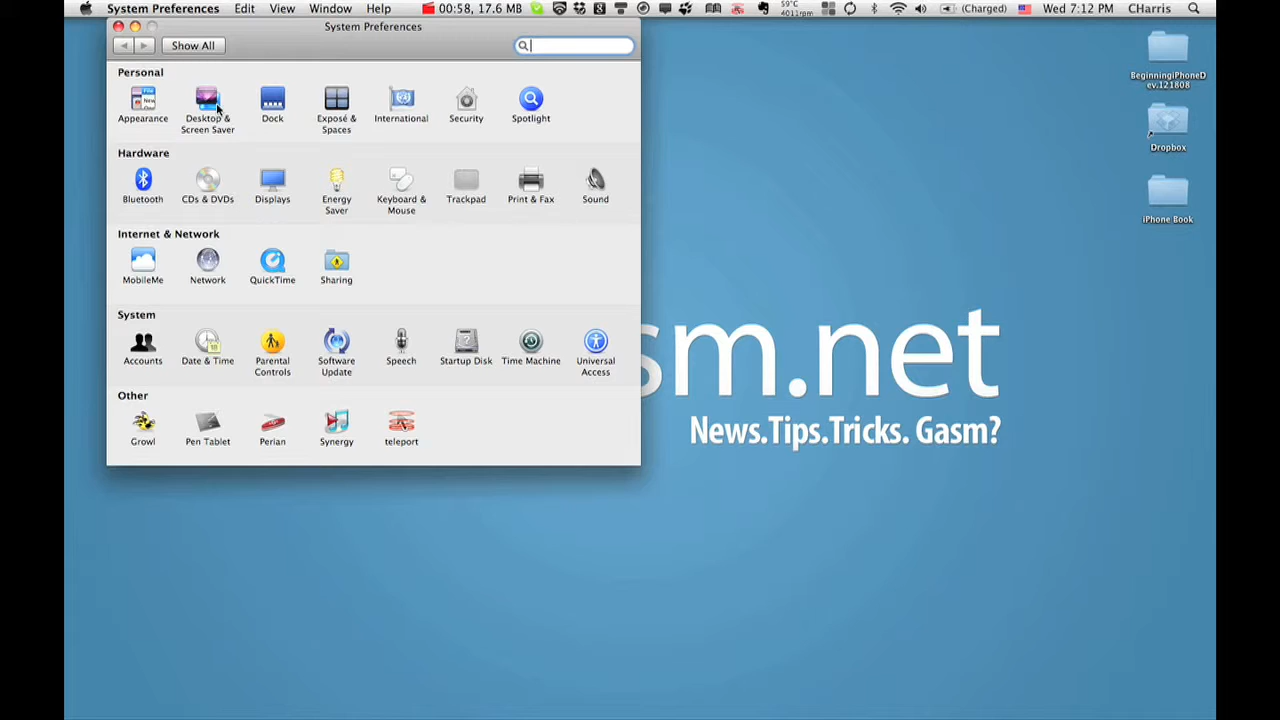 System Preferences Edit View Window Help 00:58, 17.6 MB 59°C 4011rpm (Charged) Wed 7:12 PM CHarris
System Preferences
Show All
Personal
Appearance
Desktop & Screen Saver
Dock
Exposé & Spaces
International
Security
Spotlight
Hardware
Bluetooth
CDs & DVDs
Displays
Energy Saver
Keyboard & Mouse
Trackpad
Print & Fax
Sound
Internet & Network
MobileMe
Network
QuickTime
Sharing
System
Accounts
Date & Time
Parental Controls
Software Update
Speech
Startup Disk
Time Machine
Universal Access
Other
Growl
Pen Tablet
Perian
Synergy
teleport
BeginningiPhoneD
ev.121808
Dropbox
iPhone Book
sm.net
News.Tips.Tricks. Gasm?